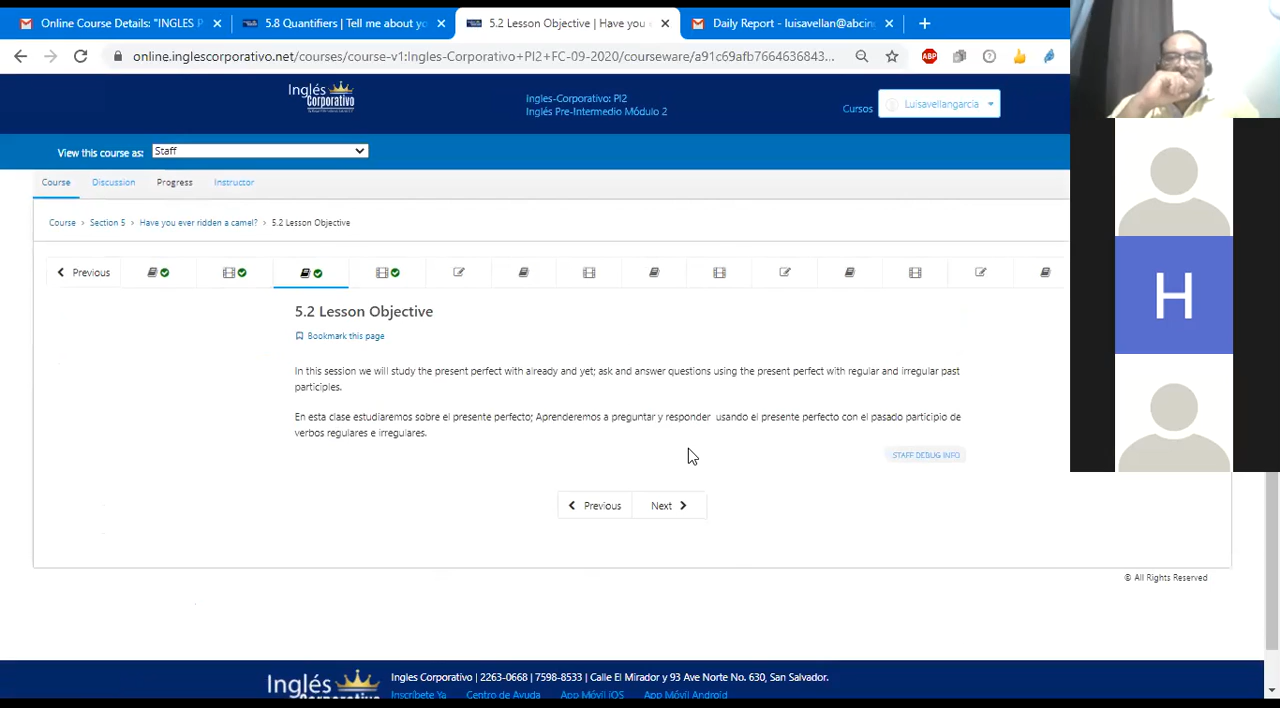 Online Course Details: "INGLES P
5.8 Quantifiers | Tell me about yo
5.2 Lesson Objective | Have you
Daily Report - luisavellan@abcin
online.inglescorporativo.net/courses/course-v1:Ingles-Corporativo+PI2+FC-09-2020/courseware/a91c69afb7664636843...
ABP
Inglés
Corporativo
Ingles-Corporativo: PI2
Inglés Pre-Intermedio Módulo 2
Cursos
Luisavellangarcia
View this course as:
Staff
Course
Discussion
Progress
Instructor
Course > Section 5 > Have you ever ridden a camel? > 5.2 Lesson Objective
Previous
5.2 Lesson Objective
Bookmark this page
In this session we will study the present perfect with already and yet; ask and answer questions using the present perfect with regular and irregular past
participles.
En esta clase estudiaremos sobre el presente perfecto; Aprenderemos a preguntar y responder usando el presente perfecto con el pasado participio de
verbos regulares e irregulares.
STAFF DEBUG INFO
Previous
Next
© All Rights Reserved
H
Inglés
Ingles Corporativo | 2263-0668 | 7598-8533 | Calle El Mirador y 93 Ave Norte No. 630, San Salvador.
Inscríbete Ya
Centro de Ayuda
App Móvil iOS
App Móvil Android